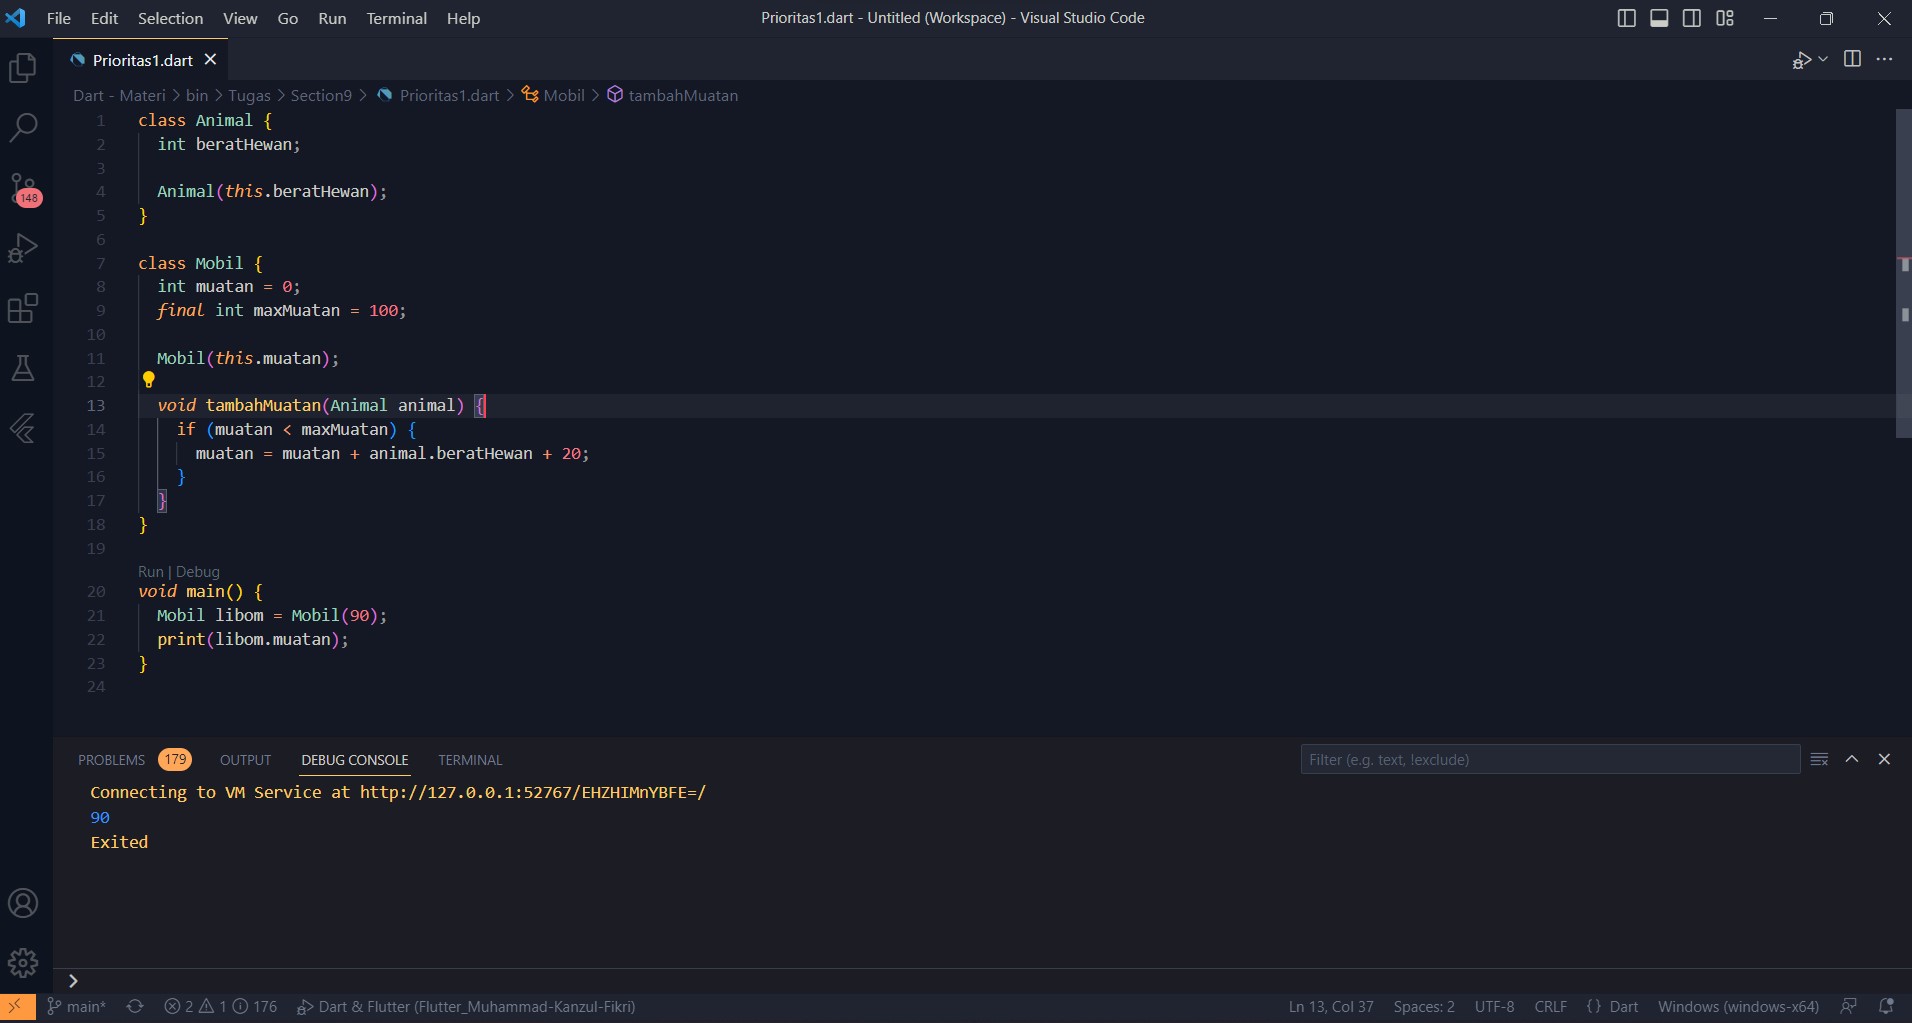 File Edit Selection View Go Run Terminal Help Prioritas1.dart - Untitled (Workspace) - Visual Studio Code
Prioritas1.dart
Dart - Materi > bin > Tugas > Section9 > Prioritas1.dart > Mobil > tambahMuatan
148
1 class Animal {
2 int beratHewan;
3
4 Animal(this.beratHewan);
5 }
6
7 class Mobil {
8 int muatan = 0;
9 final int maxMuatan = 100;
10
11 Mobil(this.muatan);
12
13 void tambahMuatan(Animal animal) {
14 if (muatan < maxMuatan) {
15 muatan = muatan + animal.beratHewan + 20;
16 }
17 }
18 }
19
Run | Debug
20 void main() {
21 Mobil libom = Mobil(90);
22 print(libom.muatan);
23 }
24
PROBLEMS 179 OUTPUT DEBUG CONSOLE TERMINAL Filter (e.g. text, !exclude)
Connecting to VM Service at http://127.0.0.1:52767/EHZHIMnYBFE=/
90
Exited
main* 2 1 176 Dart & Flutter (Flutter_Muhammad-Kanzul-Fikri) Ln 13, Col 37 Spaces: 2 UTF-8 CRLF {} Dart Windows (windows-x64)